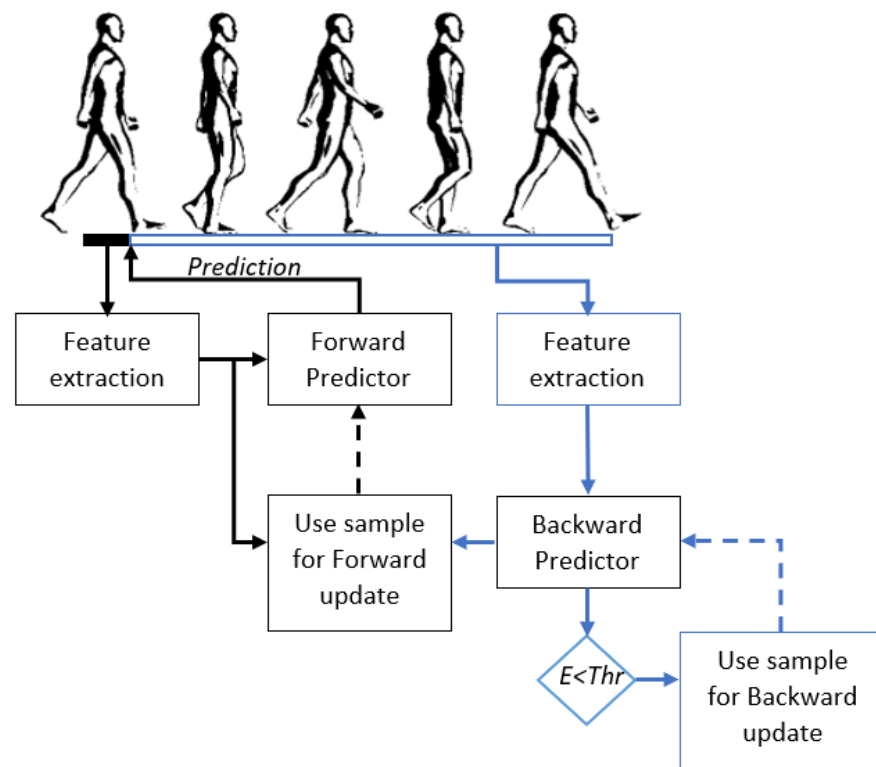 Prediction
Feature
extraction
Forward
Predictor
Feature
extraction
Use sample
for Forward
update
Backward
Predictor
E<Thr
Use sample
for Backward
update